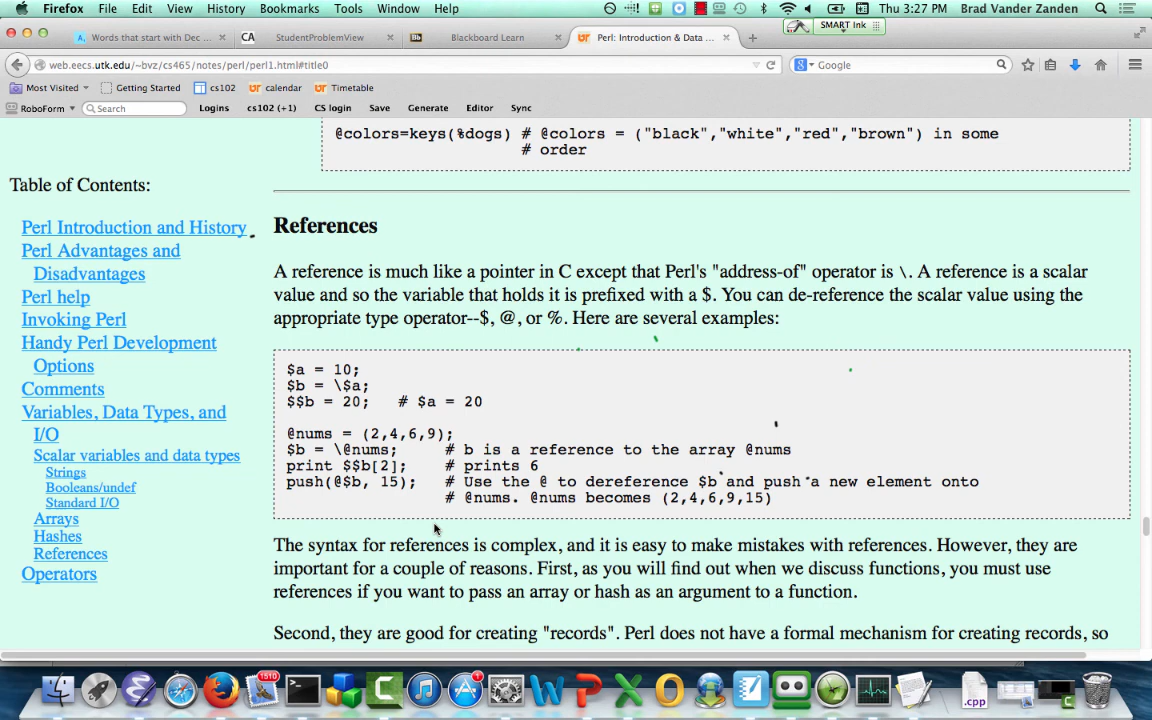 Firefox File Edit View History Bookmarks Tools Window Help Thu 3:27 PM Brad Vander Zanden
SMART Ink
Words that start with Dec ... CA StudentProblemView Bb Blackboard Learn UT Perl: Introduction & Data ...
web.eecs.utk.edu/~bvz/cs465/notes/perl/perl1.html#title0 Google
Most Visited Getting Started cs102 UT calendar UT Timetable
RoboForm Search Logins cs102 (+1) CS login Save Generate Editor Sync
@colors=keys(%dogs) # @colors = ("black","white","red","brown") in some
# order
Table of Contents:
Perl Introduction and History
Perl Advantages and
Disadvantages
Perl help
Invoking Perl
Handy Perl Development
Options
Comments
Variables, Data Types, and
I/O
Scalar variables and data types
Strings
Booleans/undef
Standard I/O
Arrays
Hashes
References
Operators
References
A reference is much like a pointer in C except that Perl's "address-of" operator is \. A reference is a scalar
value and so the variable that holds it is prefixed with a $. You can de-reference the scalar value using the
appropriate type operator--$, @, or %. Here are several examples:
$a = 10;
$b = \$a;
$$b = 20; # $a = 20
@nums = (2,4,6,9);
$b = \@nums; # b is a reference to the array @nums
print $$b[2]; # prints 6
push(@$b, 15); # Use the @ to dereference $b and push a new element onto
# @nums. @nums becomes (2,4,6,9,15)
The syntax for references is complex, and it is easy to make mistakes with references. However, they are
important for a couple of reasons. First, as you will find out when we discuss functions, you must use
references if you want to pass an array or hash as an argument to a function.
Second, they are good for creating "records". Perl does not have a formal mechanism for creating records, so
1510
1
.cpp